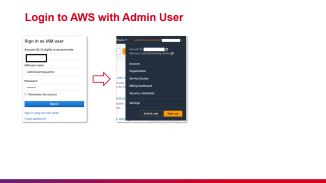 Login to AWS with Admin User
Sign in as IAM user
Account ID (12 digits) or account alias
IAM user name
Password
Remember this account
Sign in
Sign in using root user email
Forgot password?
Account
Organization
Service Quotas
Billing Dashboard
Security credentials
Settings
Switch role
Sign out